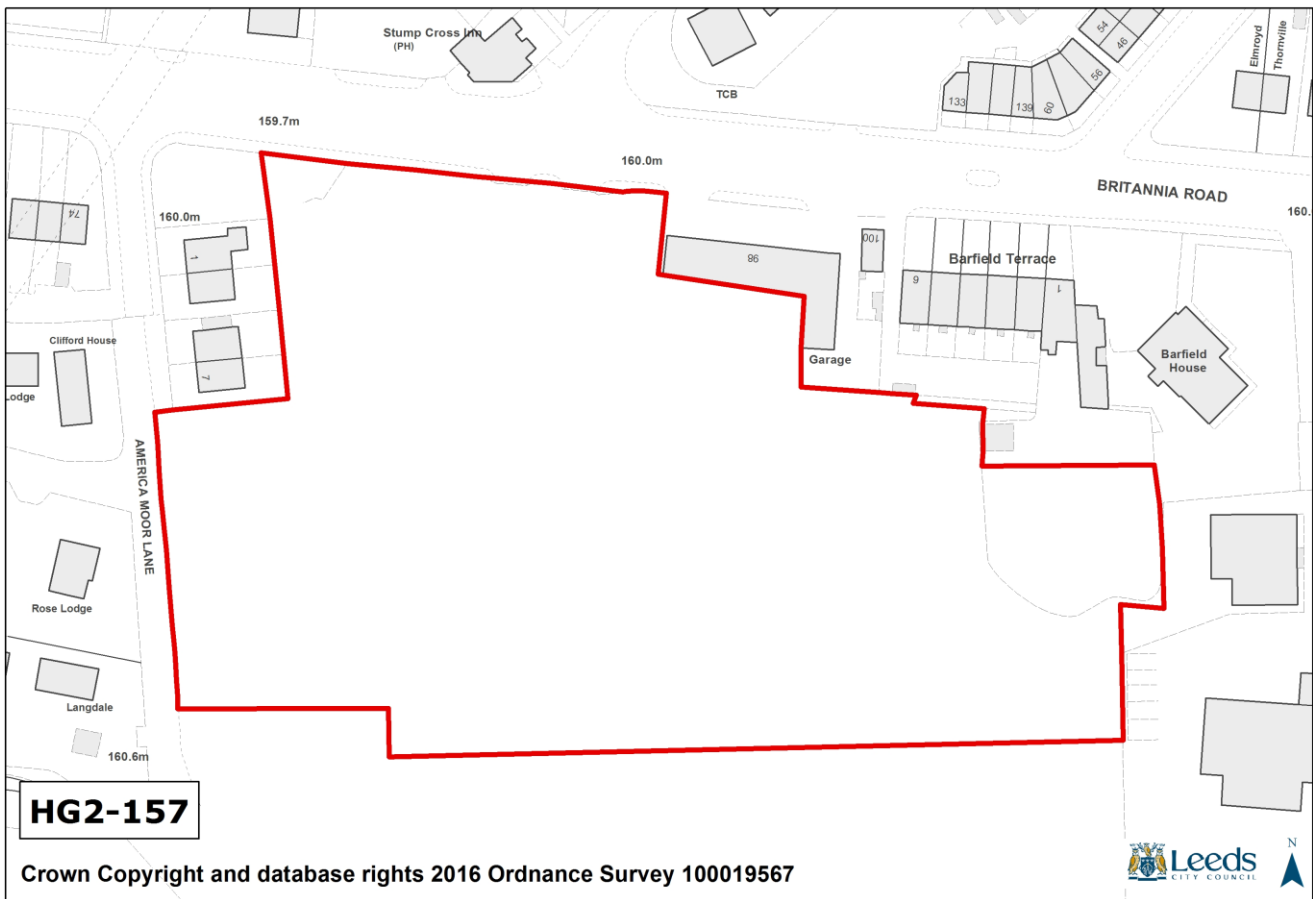 Stump Cross Inn
(PH)
TCB
54
46
56
133
139
60
Elmroyd
Thornville
159.7m
160.0m
BRITANNIA ROAD
160.
74
160.0m
1
7
98
100
Barfield Terrace
6
1
Clifford House
Lodge
Garage
Barfield
House
AMERICA MOOR LANE
Rose Lodge
Langdale
160.6m
HG2-157
Crown Copyright and database rights 2016 Ordnance Survey 100019567
Leeds
CITY COUNCIL
N